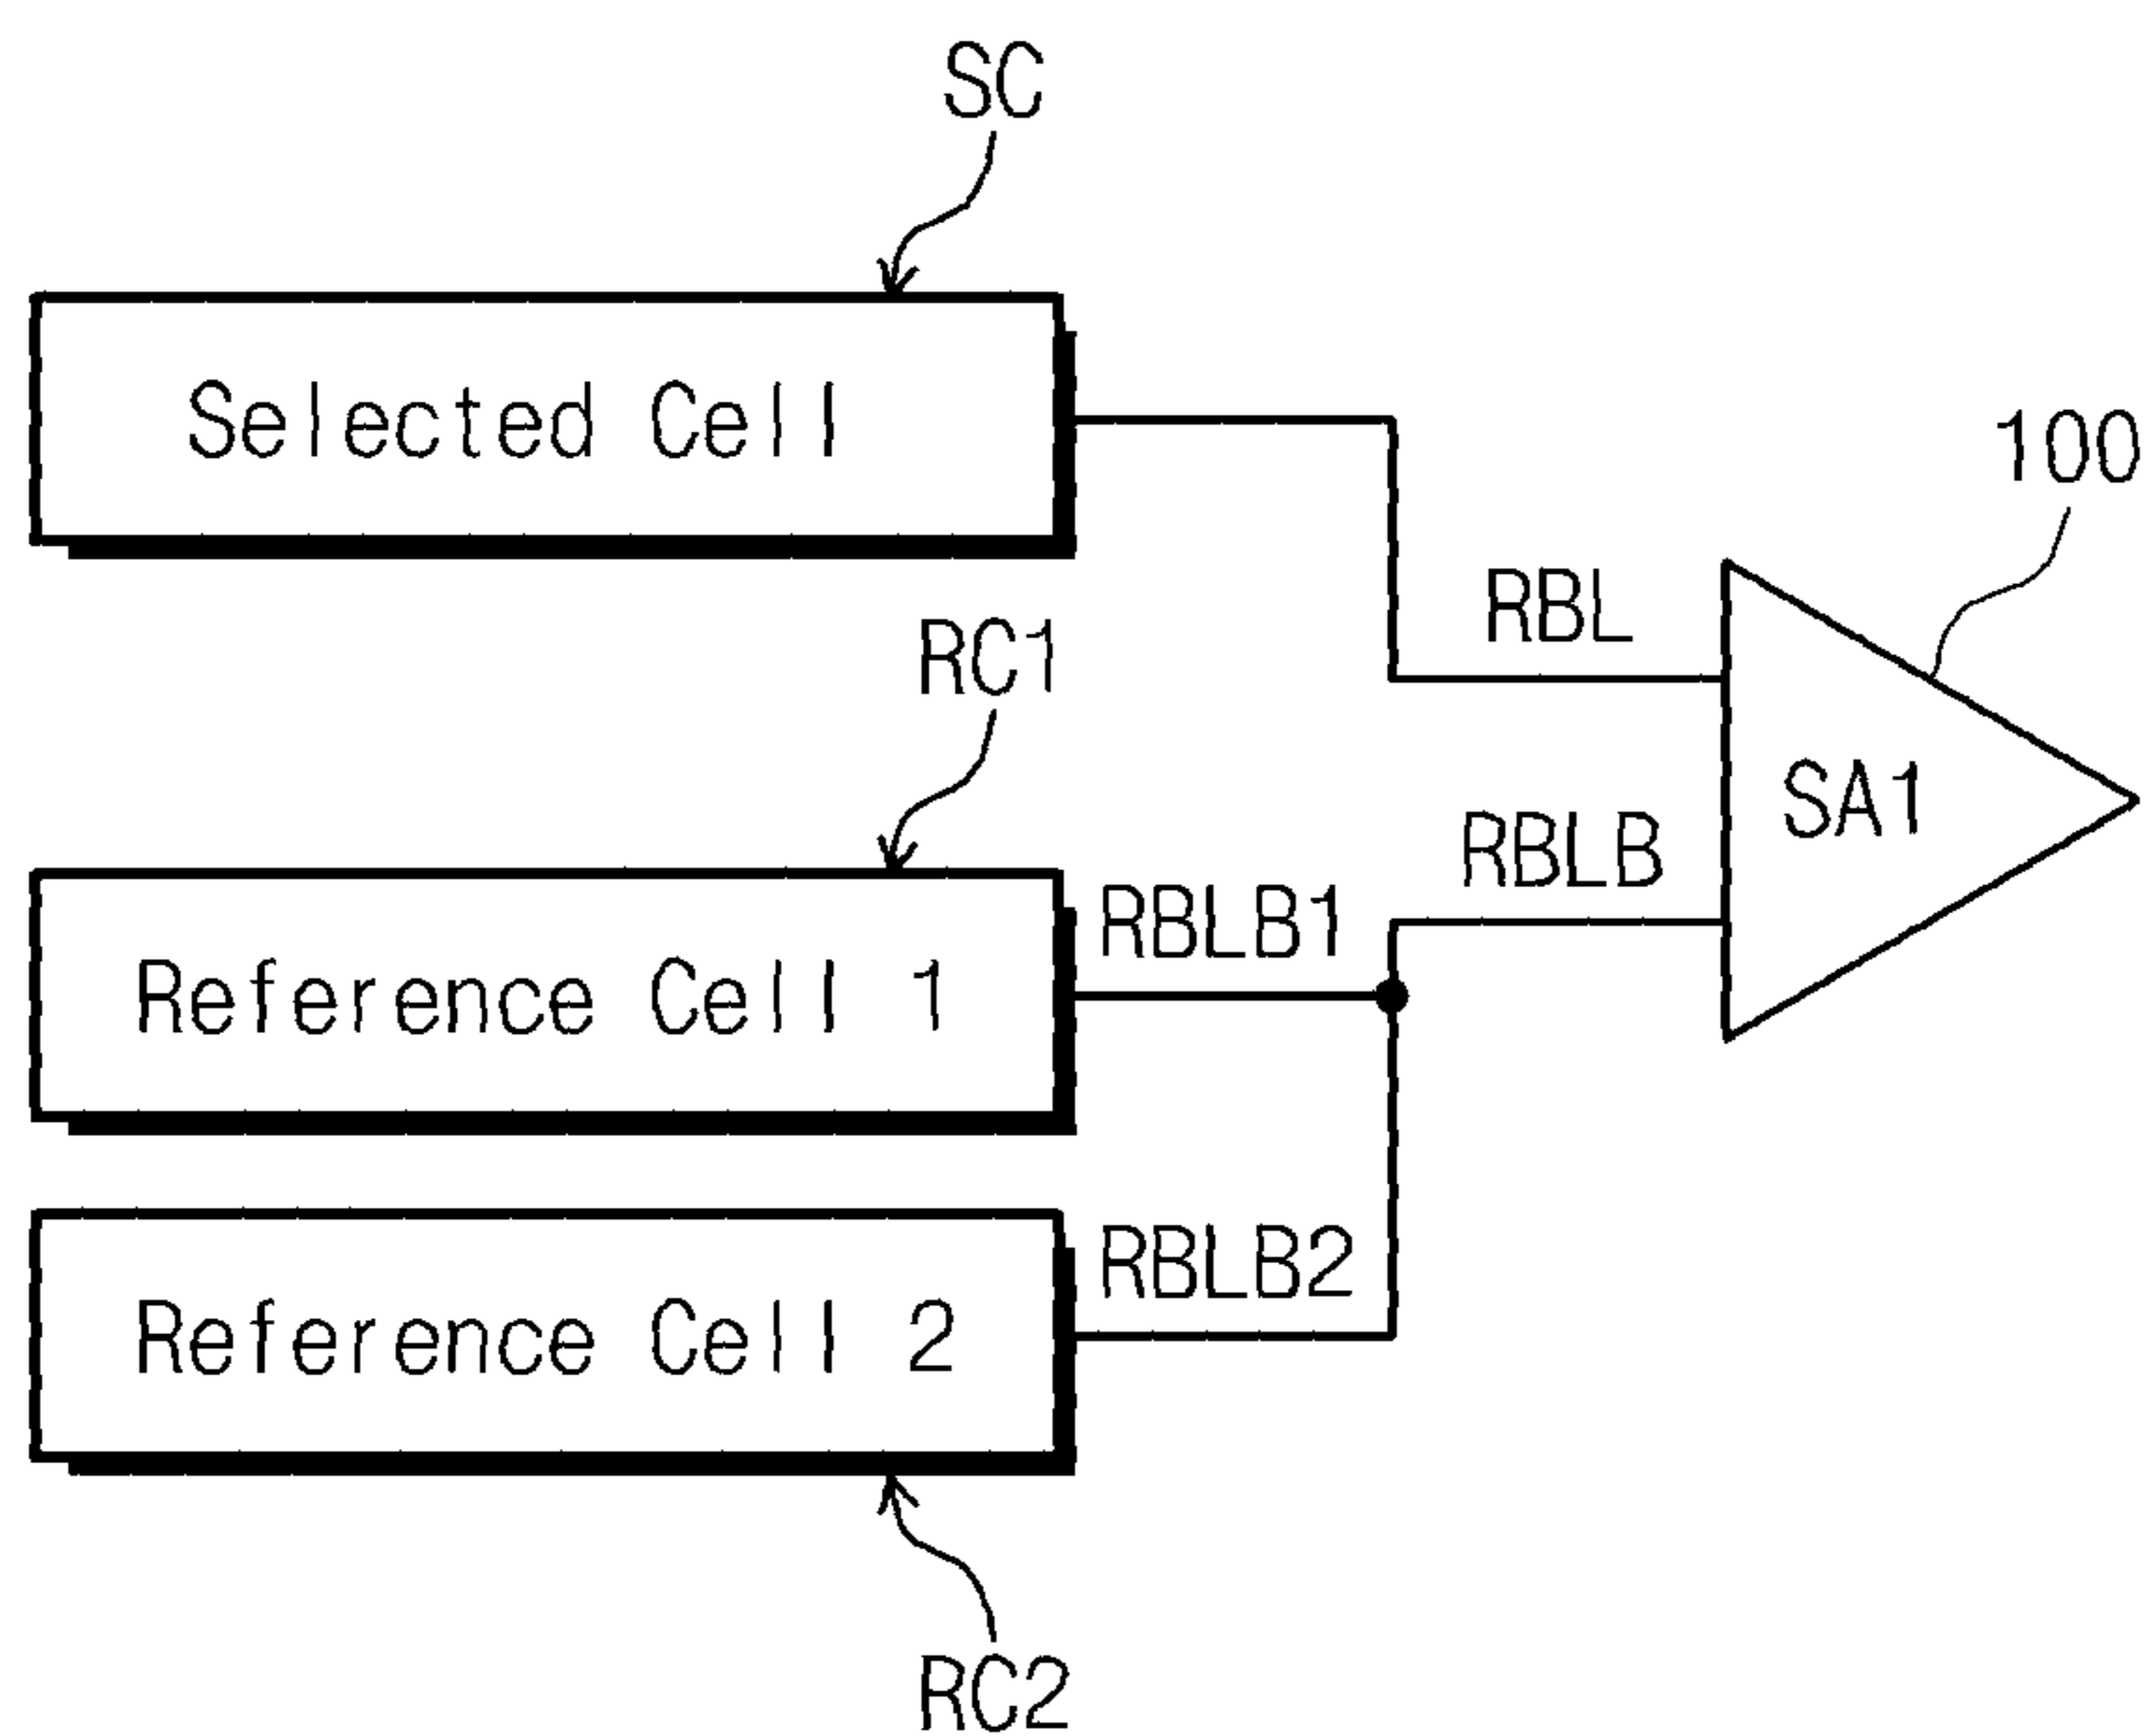 SC
Selected Cell
100
RBL
RC1
SA1
RBLB
RBLB1
Reference Cell 1
RBLB2
Reference Cell 2
RC2